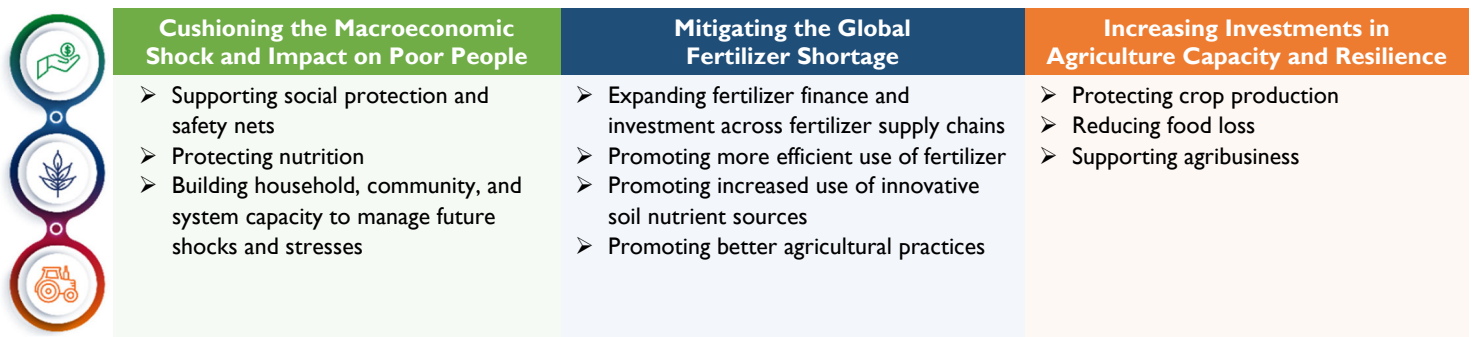 Cushioning the Macroeconomic
Shock and Impact on Poor People
➢ Supporting social protection and
safety nets
➢ Protecting nutrition
➢ Building household, community, and
system capacity to manage future
shocks and stresses
Mitigating the Global
Fertilizer Shortage
➢ Expanding fertilizer finance and
investment across fertilizer supply chains
➢ Promoting more efficient use of fertilizer
➢ Promoting increased use of innovative
soil nutrient sources
➢ Promoting better agricultural practices
Increasing Investments in
Agriculture Capacity and Resilience
➢ Protecting crop production
➢ Reducing food loss
➢ Supporting agribusiness